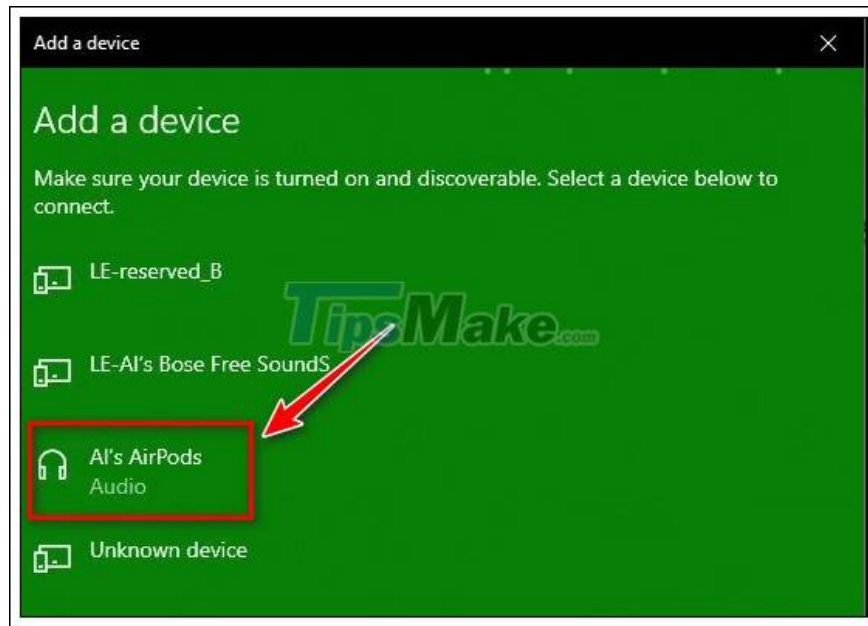 Add a device
Add a device
Make sure your device is turned on and discoverable. Select a device below to
connect.
LE-reserved_B
TipsMake.com
LE-Al's Bose Free SoundS
Al's AirPods
Audio
Unknown device